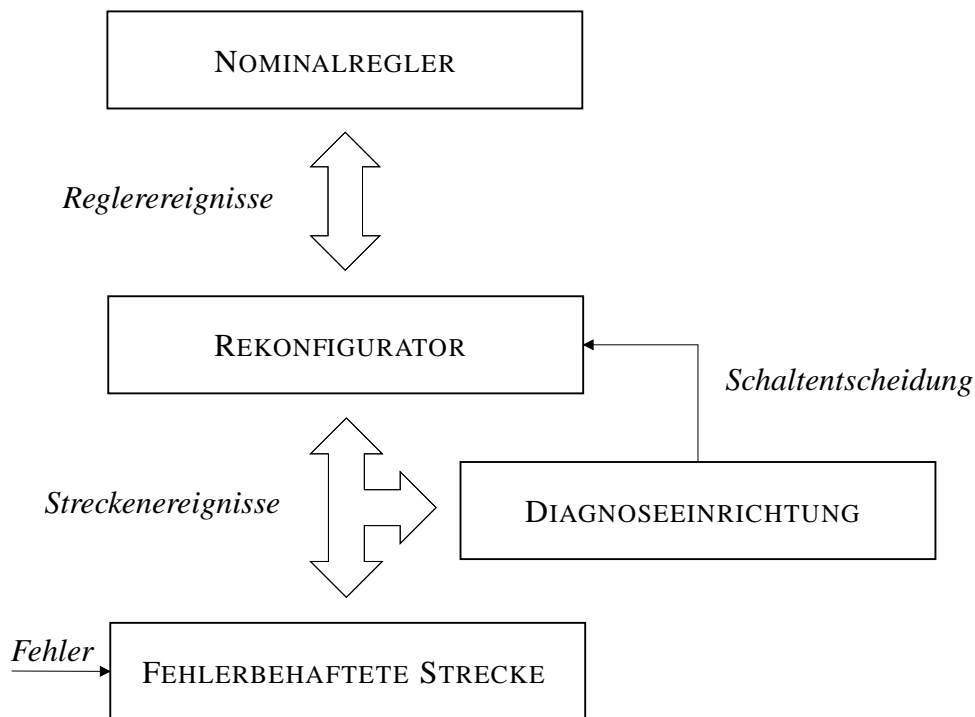 NOMINALREGLER
Reglerereignisse
REKONFIGURATOR
Schaltentscheidung
Streckenereignisse
DIAGNOSEEINRICHTUNG
Fehler
FEHLERBEHAFTETE STRECKE